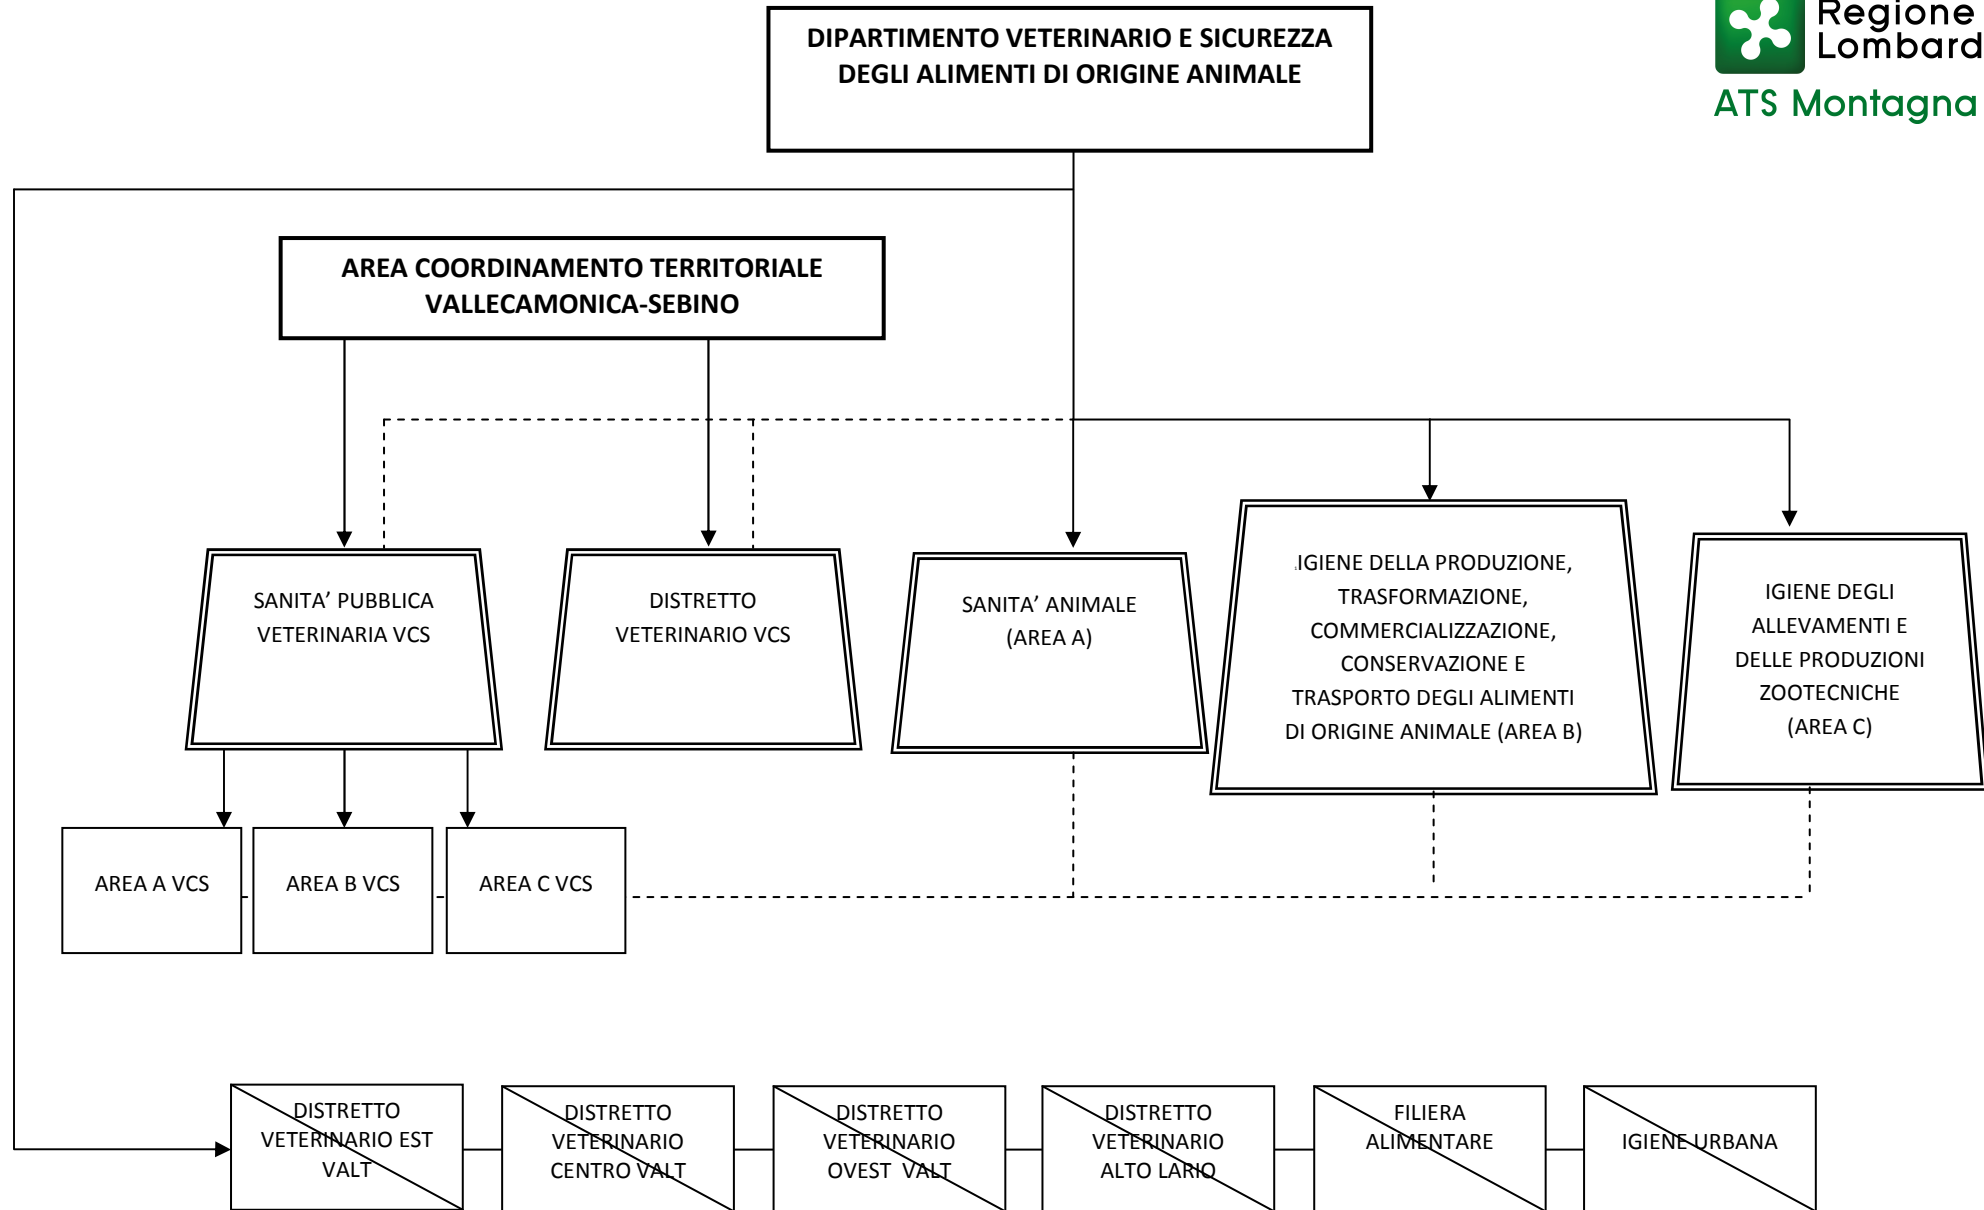 DIPARTIMENTO VETERINARIO E SICUREZZA
DEGLI ALIMENTI DI ORIGINE ANIMALE
Regione
Lombard
ATS Montagna
AREA COORDINAMENTO TERRITORIALE
VALLECAMONICA-SEBINO
SANITA’ PUBBLICA
VETERINARIA VCS
DISTRETTO
VETERINARIO VCS
SANITA’ ANIMALE
(AREA A)
IGIENE DELLA PRODUZIONE,
TRASFORMAZIONE,
COMMERCIALIZZAZIONE,
CONSERVAZIONE E
TRASPORTO DEGLI ALIMENTI
DI ORIGINE ANIMALE (AREA B)
IGIENE DEGLI
ALLEVAMENTI E
DELLE PRODUZIONI
ZOOTECNICHE
(AREA C)
AREA A VCS
AREA B VCS
AREA C VCS
DISTRETTO
VETERINARIO EST
VALT
DISTRETTO
VETERINARIO
CENTRO VALT
DISTRETTO
VETERINARIO
OVEST VALT
DISTRETTO
VETERINARIO
ALTO LARIO
FILIERA
ALIMENTARE
IGIENE URBANA